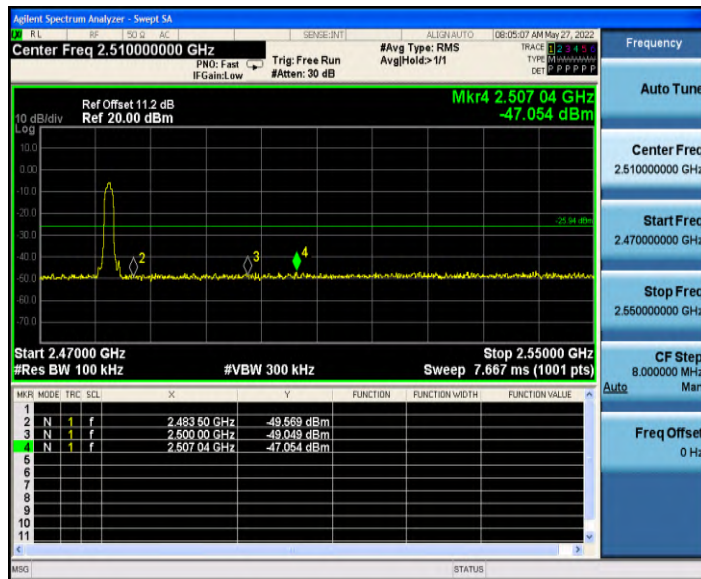 Agilent Spectrum Analyzer - Swept SA
RL RF 50 Ω AC SENSE:INT ALIGN AUTO 08:05:07 AM May 27, 2022
Center Freq 2.510000000 GHz
#Avg Type: RMS
TRACE 1 2 3 4 5 6
PNO: Fast
Trig: Free Run
Avg|Hold:>1/1
TYPE M
IFGain:Low
#Atten: 30 dB
DET P P P P P P
Ref Offset 11.2 dB
Mkr4 2.507 04 GHz
10 dB/div
Ref 20.00 dBm
-47.054 dBm
Log
10.0
0.00
-10.0
-20.0
-25.94 dBm
-30.0
-40.0
2
3
4
-50.0
-60.0
-70.0
Start 2.47000 GHz
Stop 2.55000 GHz
#Res BW 100 kHz
#VBW 300 kHz
Sweep 7.667 ms (1001 pts)
MKR MODE TRC SCL X Y FUNCTION FUNCTION WIDTH FUNCTION VALUE
1
2 N 1 f 2.483 50 GHz -49.569 dBm
3 N 1 f 2.500 00 GHz -49.049 dBm
4 N 1 f 2.507 04 GHz -47.054 dBm
5
6
7
8
9
10
11
MSG
STATUS
Frequency
Auto Tune
Center Freq
2.510000000 GHz
Start Freq
2.470000000 GHz
Stop Freq
2.550000000 GHz
CF Step
8.000000 MHz
Auto Man
Freq Offset
0 Hz